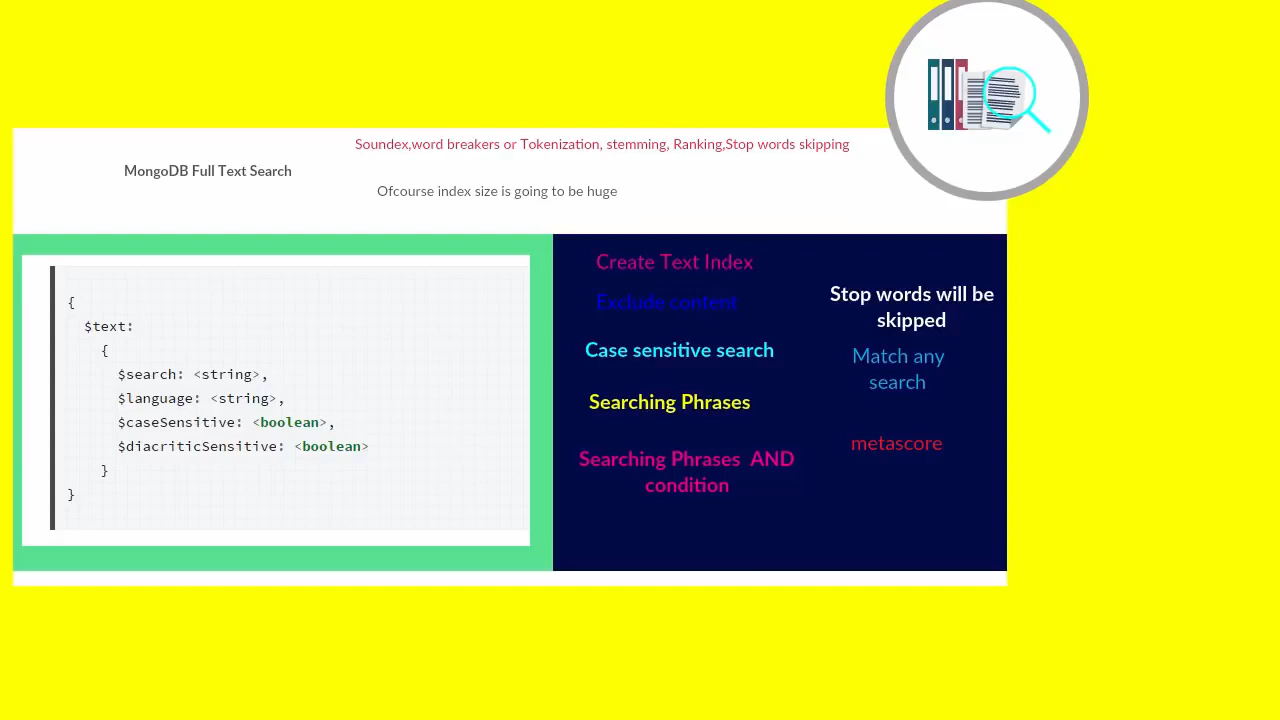 Soundex,word breakers or Tokenization, stemming, Ranking,Stop words skipping
MongoDB Full Text Search
Ofcourse index size is going to be huge
{
$text:
{
$search: <string>,
$language: <string>,
$caseSensitive: <boolean>,
$diacriticSensitive: <boolean>
}
}
Create Text Index
Exclude content
Case sensitive search
Searching Phrases
Searching Phrases AND
condition
Stop words will be
skipped
Match any
search
metascore